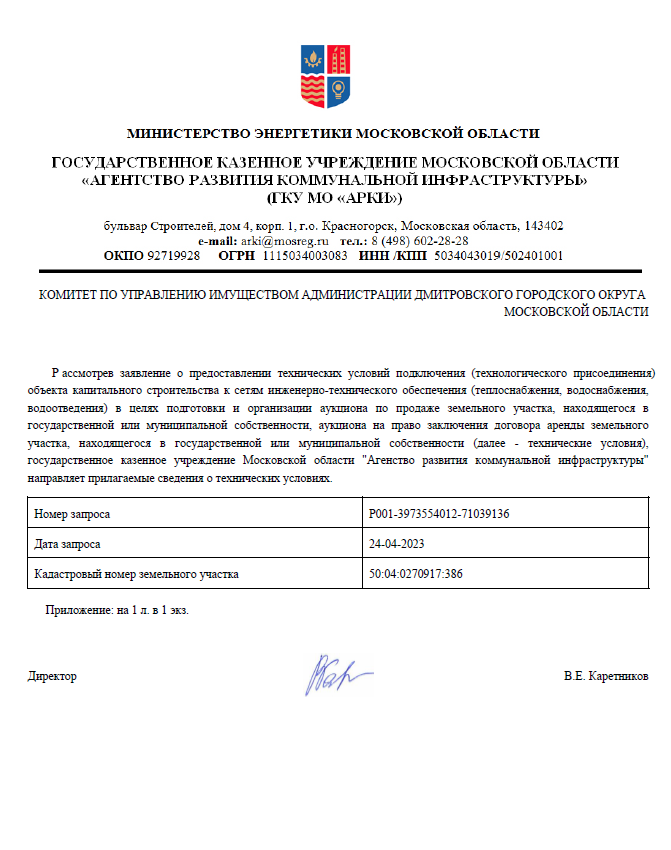 МИНИСТЕРСТВО ЭНЕРГЕТИКИ МОСКОВСКОЙ ОБЛАСТИ
ГОСУДАРСТВЕННОЕ КАЗЕННОЕ УЧРЕЖДЕНИЕ МОСКОВСКОЙ ОБЛАСТИ
«АГЕНТСТВО РАЗВИТИЯ КОММУНАЛЬНОЙ ИНФРАСТРУКТУРЫ»
(ГКУ МО «АРКИ»)
бульвар Строителей, дом 4, корп. 1, г.о. Красногорск, Московская область, 143402
e-mail: arki@mosreg.ru тел.: 8 (498) 602-28-28
ОКПО 92719928 ОГРН 1115034003083 ИНН /КПП 5034043019/502401001
КОМИТЕТ ПО УПРАВЛЕНИЮ ИМУЩЕСТВОМ АДМИНИСТРАЦИИ ДМИТРОВСКОГО ГОРОДСКОГО ОКРУГА
МОСКОВСКОЙ ОБЛАСТИ
Рассмотрев заявление о предоставлении технических условий подключения (технологического присоединения)
объекта капитального строительства к сетям инженерно-технического обеспечения (теплоснабжения, водоснабжения,
водоотведения) в целях подготовки и организации аукциона по продаже земельного участка, находящегося в
государственной или муниципальной собственности, аукциона на право заключения договора аренды земельного
участка, находящегося в государственной или муниципальной собственности (далее - технические условия),
государственное казенное учреждение Московской области "Агенство развития коммунальной инфраструктуры"
направляет прилагаемые сведения о технических условиях.
Номер запроса P001-3973554012-71039136
Дата запроса 24-04-2023
Кадастровый номер земельного участка 50:04:0270917:386
Приложение: на 1 л. в 1 экз.
Директор В.Е. Каретников